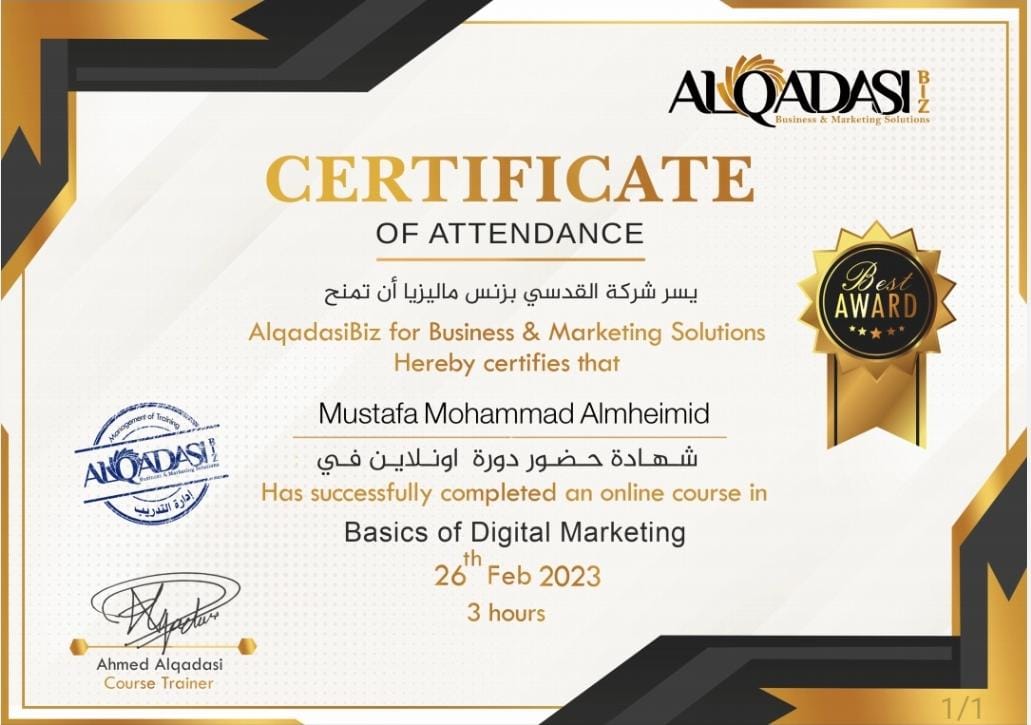 ALQADASI BIZ
Business & Marketing Solutions
CERTIFICATE
OF ATTENDANCE
يسر شركة القدسي بزنس ماليزيا أن تمنح
AlqadasiBiz for Business & Marketing Solutions
Hereby certifies that
Best
AWARD
Mustafa Mohammad Almheimid
شهادة حضور دورة اونلاين في
Has successfully completed an online course in
Basics of Digital Marketing
26th Feb 2023
3 hours
Management of Training
ALQADASI BIZ
Business & Marketing Solutions
إدارة التدريب
Ahmed Alqadasi
Course Trainer
1/1